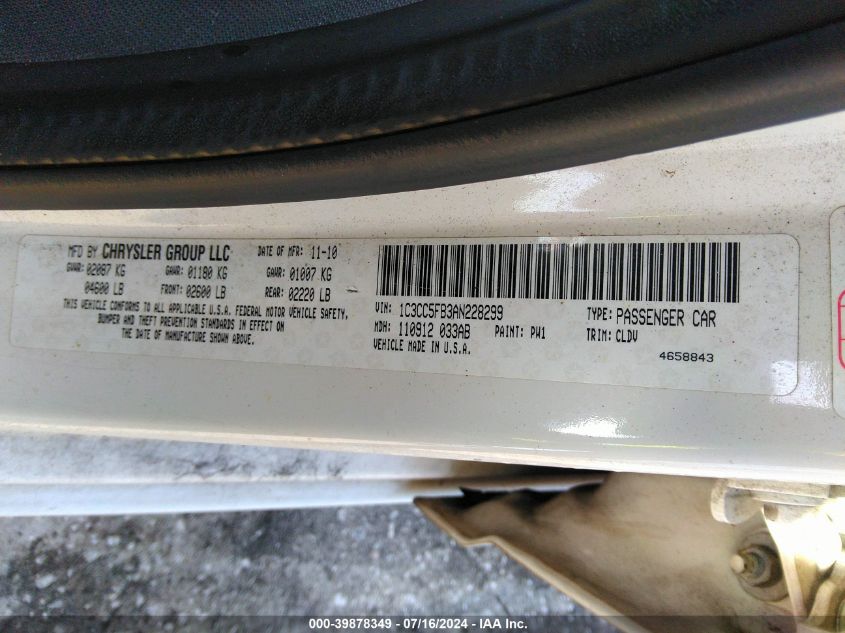 MFD BY CHRYSLER GROUP LLC DATE OF MFR: 11-10
GVWR: 02087 KG GAWR: 01180 KG GAWR: 01007 KG
04600 LB FRONT: 02600 LB REAR: 02220 LB
THIS VEHICLE CONFORMS TO ALL APPLICABLE U.S.A. FEDERAL MOTOR VEHICLE SAFETY,
BUMPER AND THEFT PREVENTION STANDARDS IN EFFECT ON
THE DATE OF MANUFACTURE SHOWN ABOVE.
VIN: 1C3CC5FB3AN228299 TYPE: PASSENGER CAR
MDH: 110912 033AB PAINT: PW1 TRIM: CLDV
VEHICLE MADE IN U.S.A.
4658843
000-39878349 / 07/16/2024 - IAA Inc.